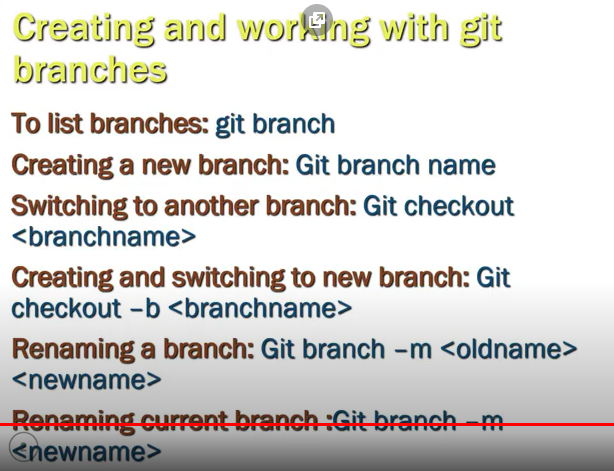 Creating and working with git
branches
To list branches: git branch
Creating a new branch: Git branch name
Switching to another branch: Git checkout
<branchname>
Creating and switching to new branch: Git
checkout –b <branchname>
Renaming a branch: Git branch –m <oldname>
<newname>
Renaming current branch :Git branch –m
<newname>